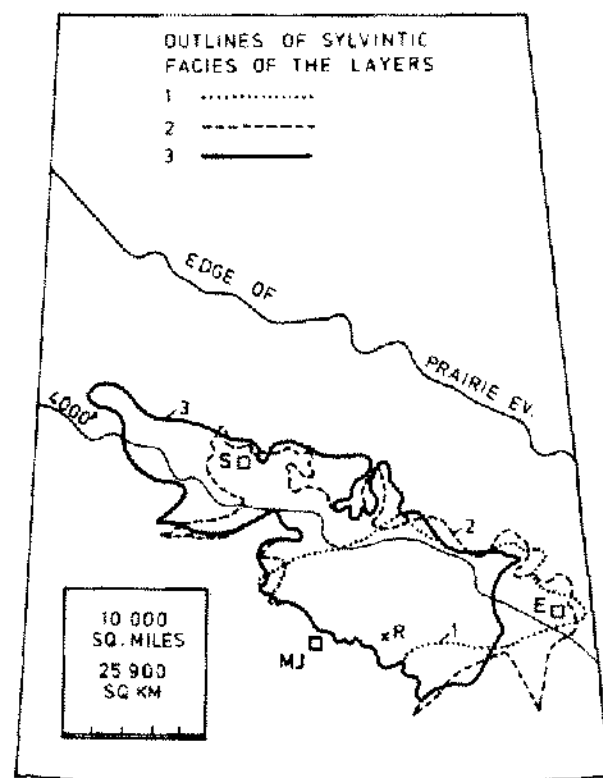 OUTLINES OF SYLVINTIC
FACIES OF THE LAYERS
1
2
3
EDGE OF
PRAIRIE EV.
4000'
3
S
2
E
10 000
SQ. MILES
25 900
SQ KM
R
1
MJ